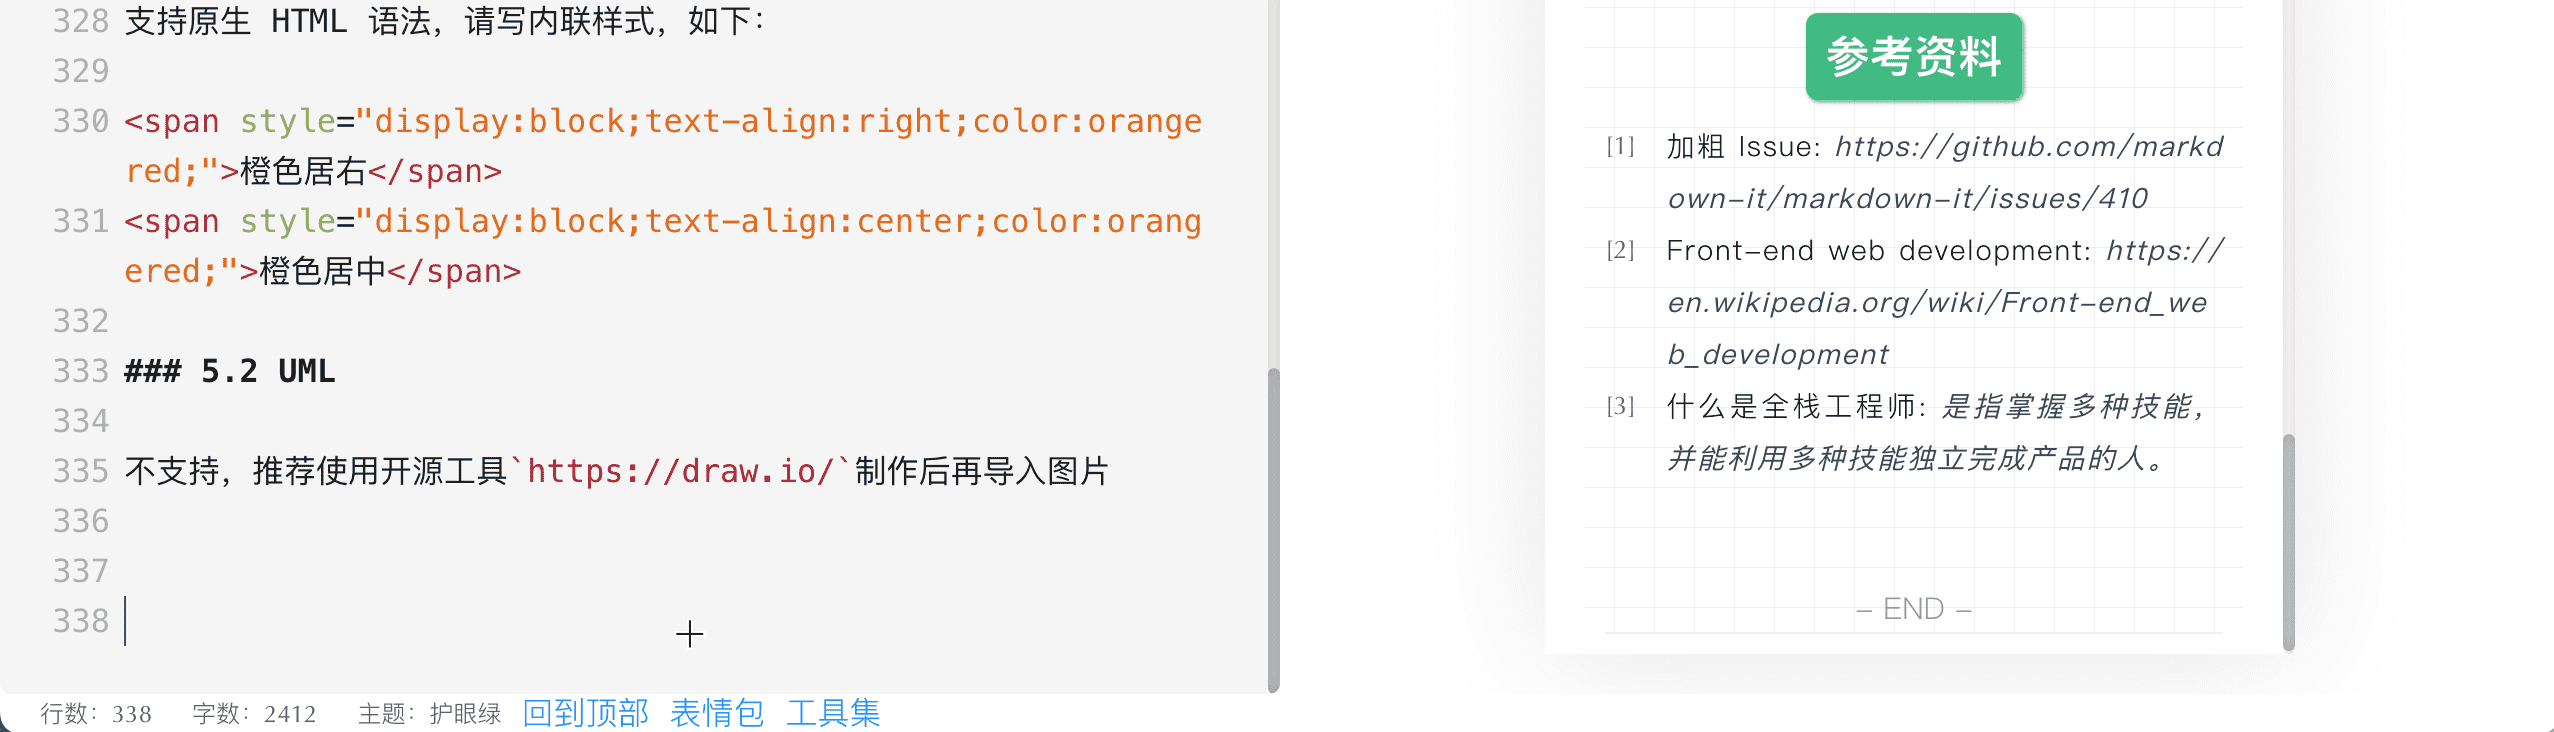 328 支持原生 HTML 语法，请写内联样式，如下：
329
330 <span style="display:block;text-align:right;color:orange
red;">橙色居右</span>
331 <span style="display:block;text-align:center;color:orang
ered;">橙色居中</span>
332
333 ### 5.2 UML
334
335 不支持，推荐使用开源工具`https://draw.io/`制作后再导入图片
336
337
338
行数：338 字数：2412 主题：护眼绿 回到顶部 表情包 工具集
参考资料
[1] 加粗 Issue: https://github.com/markd
own-it/markdown-it/issues/410
[2] Front-end web development: https://
en.wikipedia.org/wiki/Front-end_we
b_development
[3] 什么是全栈工程师: 是指掌握多种技能，
并能利用多种技能独立完成产品的人。
- END -